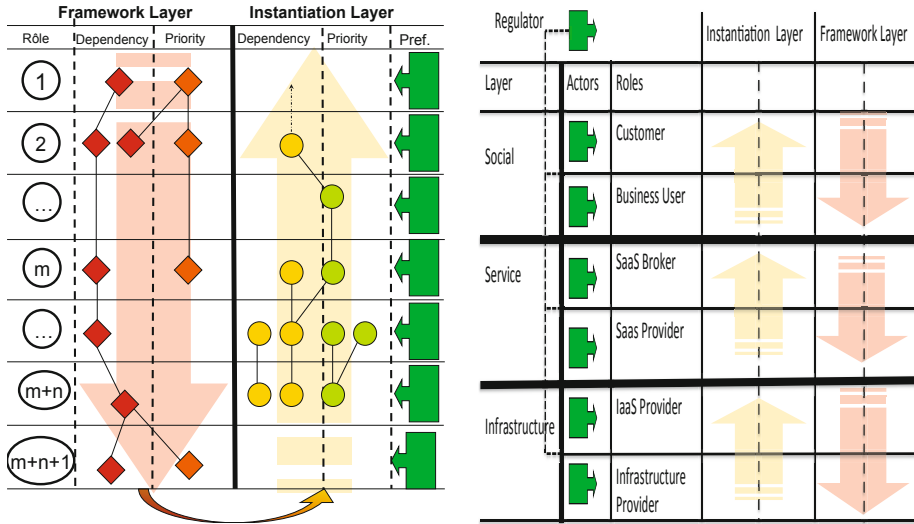 Framework Layer Instantiation Layer
Rôle Dependency Priority Dependency Priority Pref.
1
2
...
m
...
m+n
m+n+1
Regulator
Instantiation Layer Framework Layer
Layer Actors Roles
Social
Customer
Business User
Service
SaaS Broker
Saas Provider
Infrastructure
IaaS Provider
Infrastructure
Provider